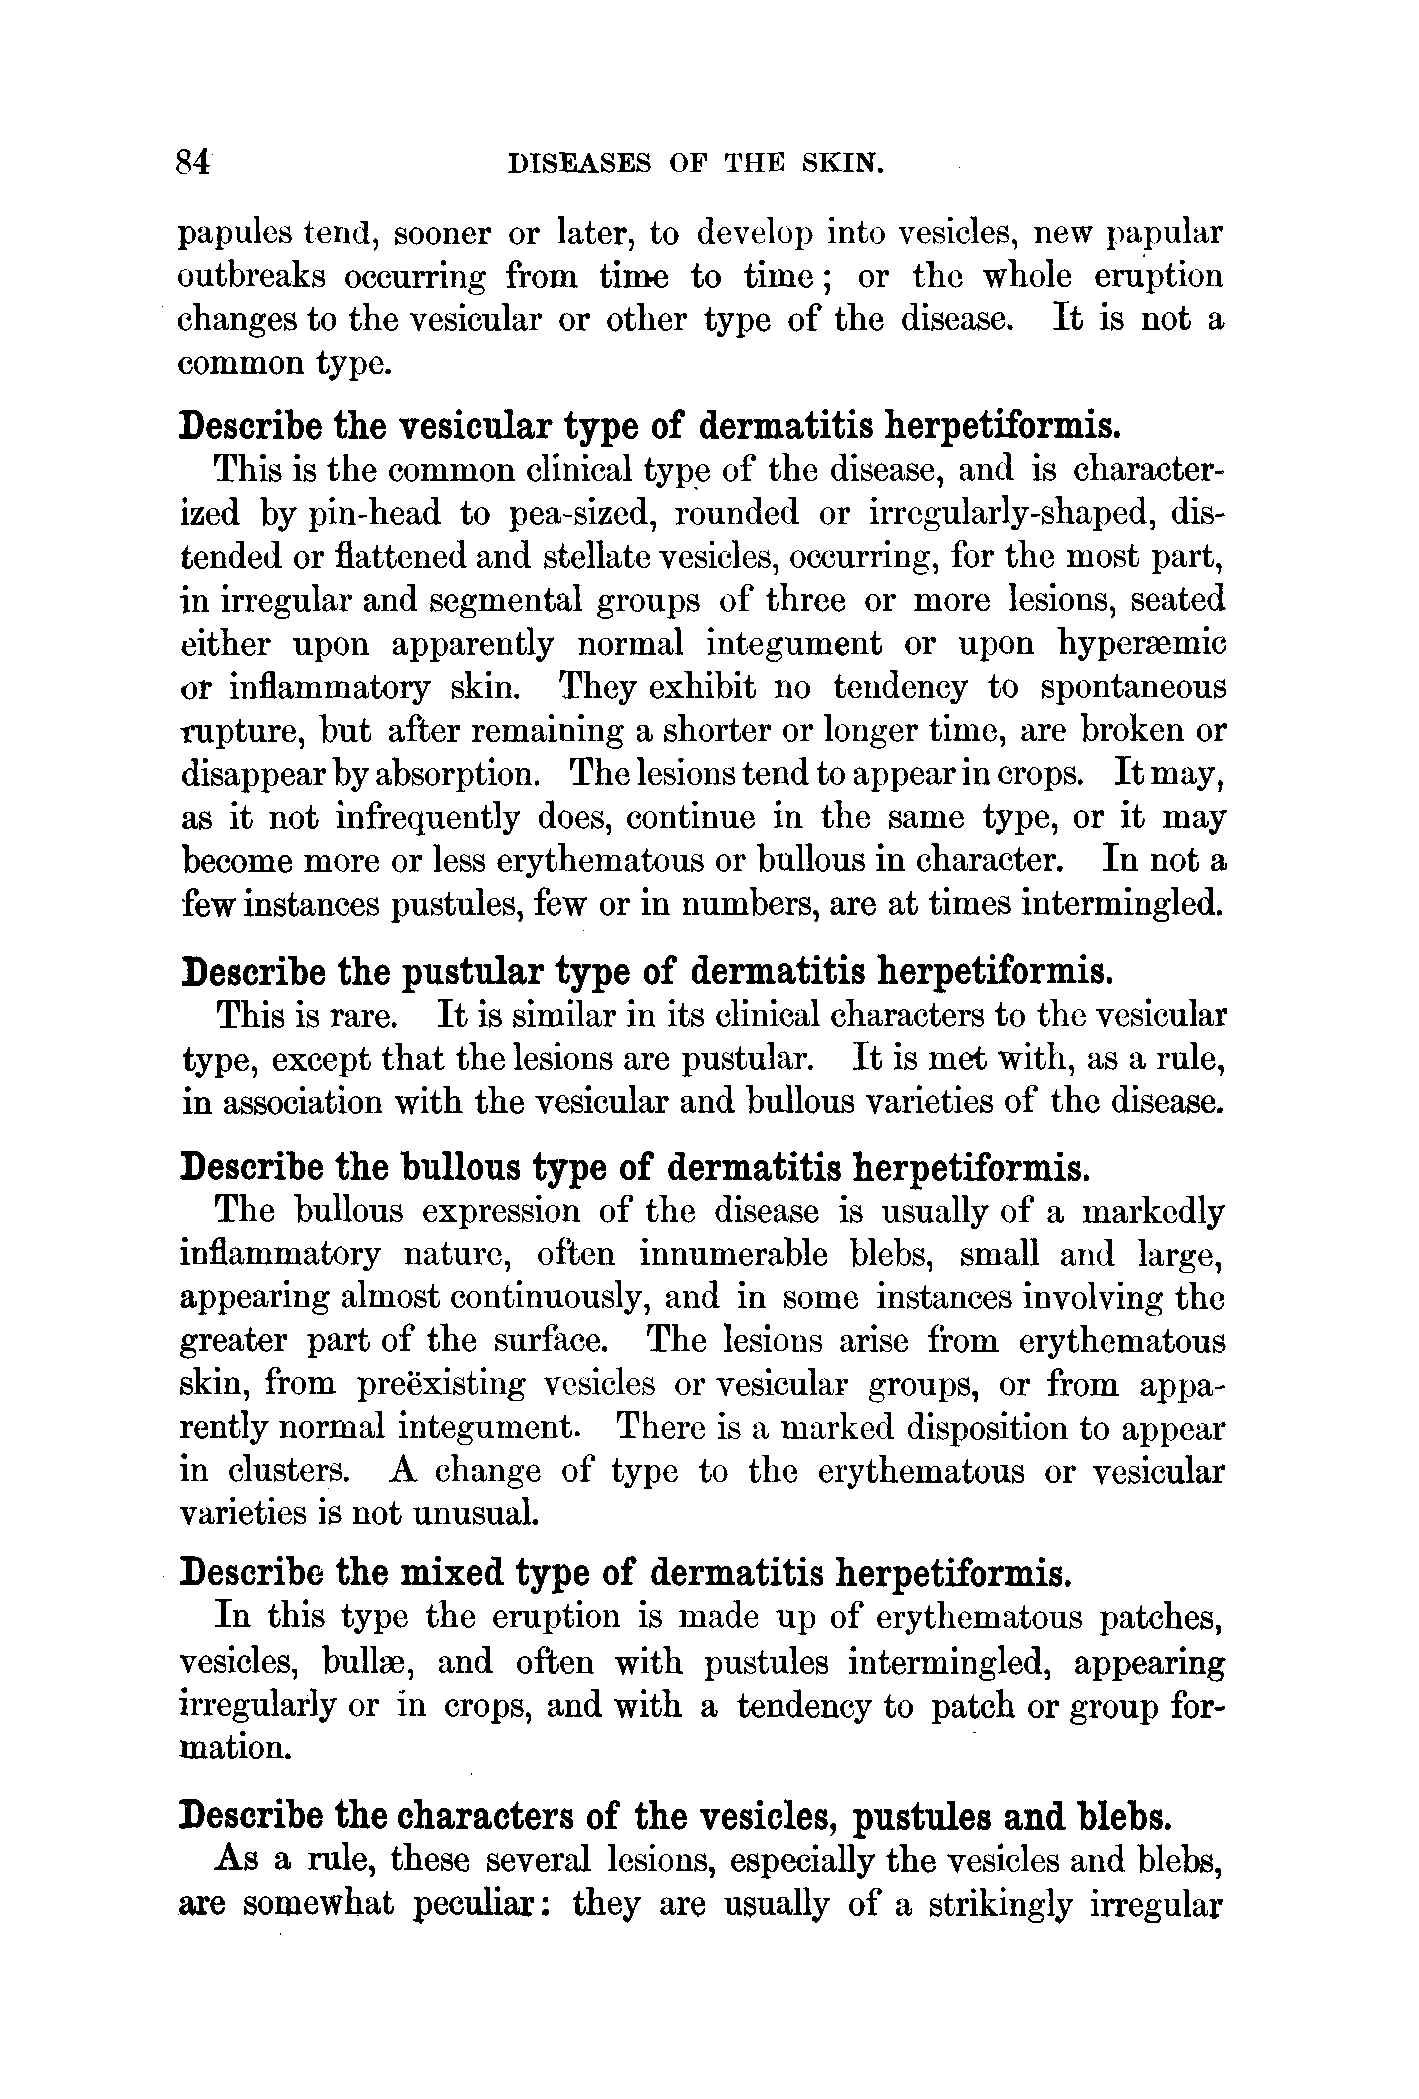 84 DISEASES OF THE SKIN.
papules tend, sooner or later, to develop into vesicles, new papular
outbreaks occurring from time to time; or the whole eruption
changes to the vesicular or other type of the disease. It is not a
common type.
Describe the vesicular type of dermatitis herpetiformis.
This is the common clinical type of the disease, and is character-
ized by pin-head to pea-sized, rounded or irregularly-shaped, dis-
tended or flattened and stellate vesicles, occurring, for the most part,
in irregular and segmental groups of three or more lesions, seated
either upon apparently normal integument or upon hyperæmic
or inflammatory skin. They exhibit no tendency to spontaneous
rupture, but after remaining a shorter or longer time, are broken or
disappear by absorption. The lesions tend to appear in crops. It may,
as it not infrequently does, continue in the same type, or it may
become more or less erythematous or bullous in character. In not a
few instances pustules, few or in numbers, are at times intermingled.
Describe the pustular type of dermatitis herpetiformis.
This is rare. It is similar in its clinical characters to the vesicular
type, except that the lesions are pustular. It is met with, as a rule,
in association with the vesicular and bullous varieties of the disease.
Describe the bullous type of dermatitis herpetiformis.
The bullous expression of the disease is usually of a markedly
inflammatory nature, often innumerable blebs, small and large,
appearing almost continuously, and in some instances involving the
greater part of the surface. The lesions arise from erythematous
skin, from preëxisting vesicles or vesicular groups, or from appa-
rently normal integument. There is a marked disposition to appear
in clusters. A change of type to the erythematous or vesicular
varieties is not unusual.
Describe the mixed type of dermatitis herpetiformis.
In this type the eruption is made up of erythematous patches,
vesicles, bullæ, and often with pustules intermingled, appearing
irregularly or in crops, and with a tendency to patch or group for-
mation.
Describe the characters of the vesicles, pustules and blebs.
As a rule, these several lesions, especially the vesicles and blebs,
are somewhat peculiar: they are usually of a strikingly irregular